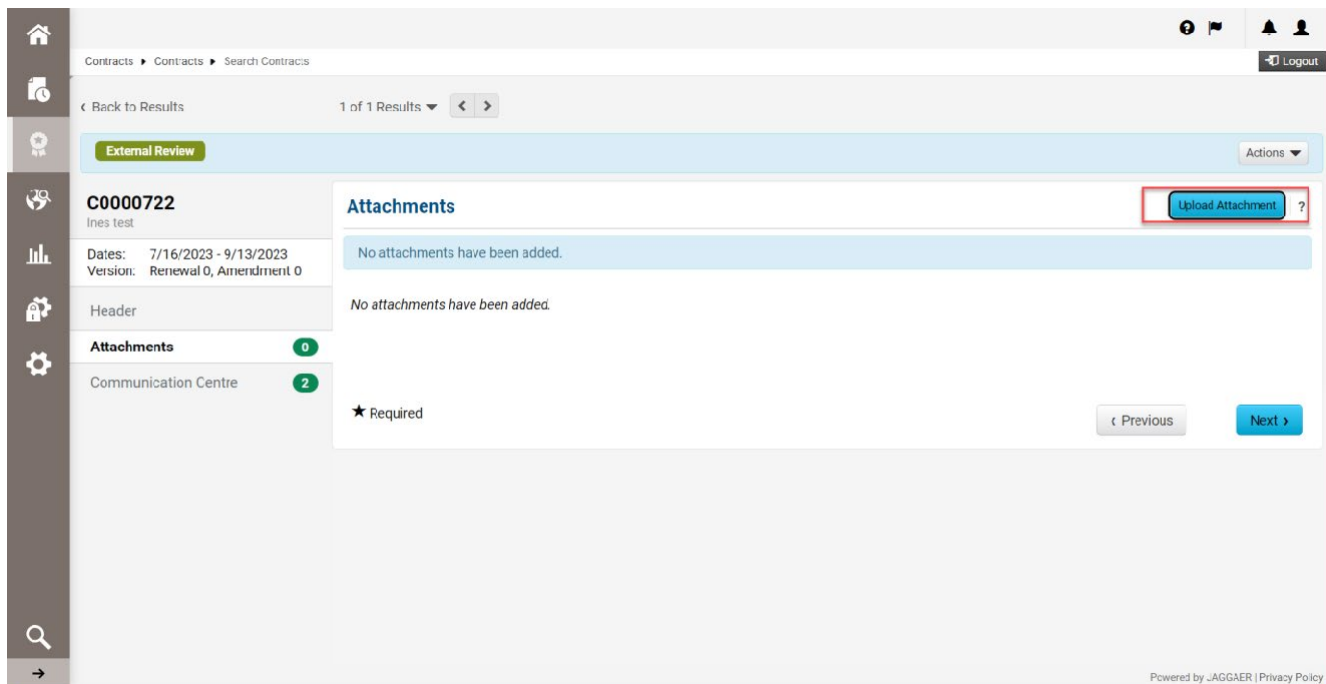 Contracts ▸ Contracts ▸ Search Contracts
Logout
‹ Back to Results
1 of 1 Results
External Review
Actions
C0000722
Ines test
Dates: 7/16/2023 - 9/13/2023
Version: Renewal 0, Amendment 0
Header
Attachments 0
Communication Centre 2
Attachments
Upload Attachment ?
No attachments have been added.
No attachments have been added.
★ Required
‹ Previous
Next ›
Powered by JAGGAER | Privacy Policy